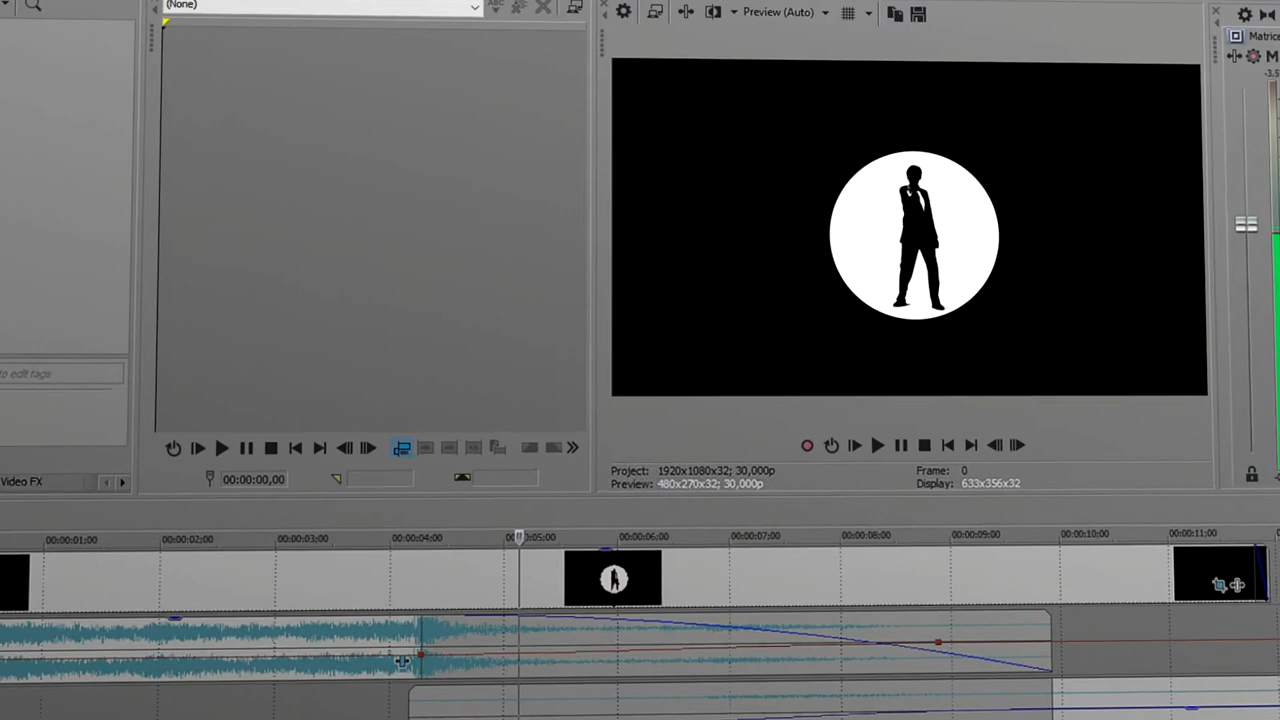 (None)
Preview (Auto)
Matrice
M
-3.5
to edit tags
Video FX
00:00:00,00
Project: 1920x1080x32; 30,000p
Preview: 480x270x32; 30,000p
Frame: 0
Display: 633x356x32
00:00:01;00
00:00:02;00
00:00:03;00
00:00:04;00
00:00:05;00
00:00:06;00
00:00:07;00
00:00:08;00
00:00:09;00
00:00:10;00
00:00:11;00